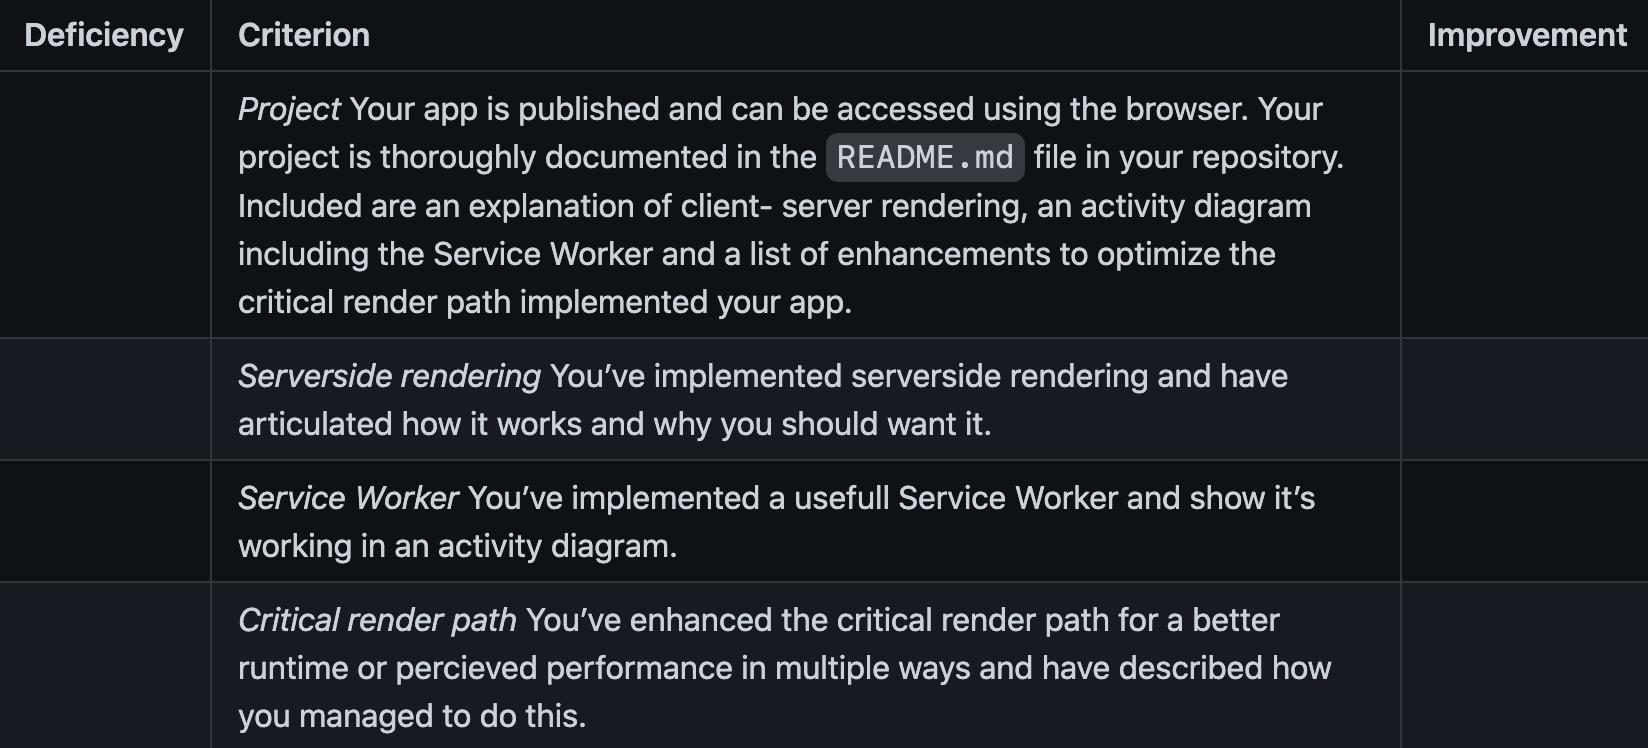 Deficiency Criterion Improvement
Project Your app is published and can be accessed using the browser. Your
project is thoroughly documented in the README.md file in your repository.
Included are an explanation of client- server rendering, an activity diagram
including the Service Worker and a list of enhancements to optimize the
critical render path implemented your app.
Serverside rendering You’ve implemented serverside rendering and have
articulated how it works and why you should want it.
Service Worker You’ve implemented a usefull Service Worker and show it’s
working in an activity diagram.
Critical render path You’ve enhanced the critical render path for a better
runtime or percieved performance in multiple ways and have described how
you managed to do this.